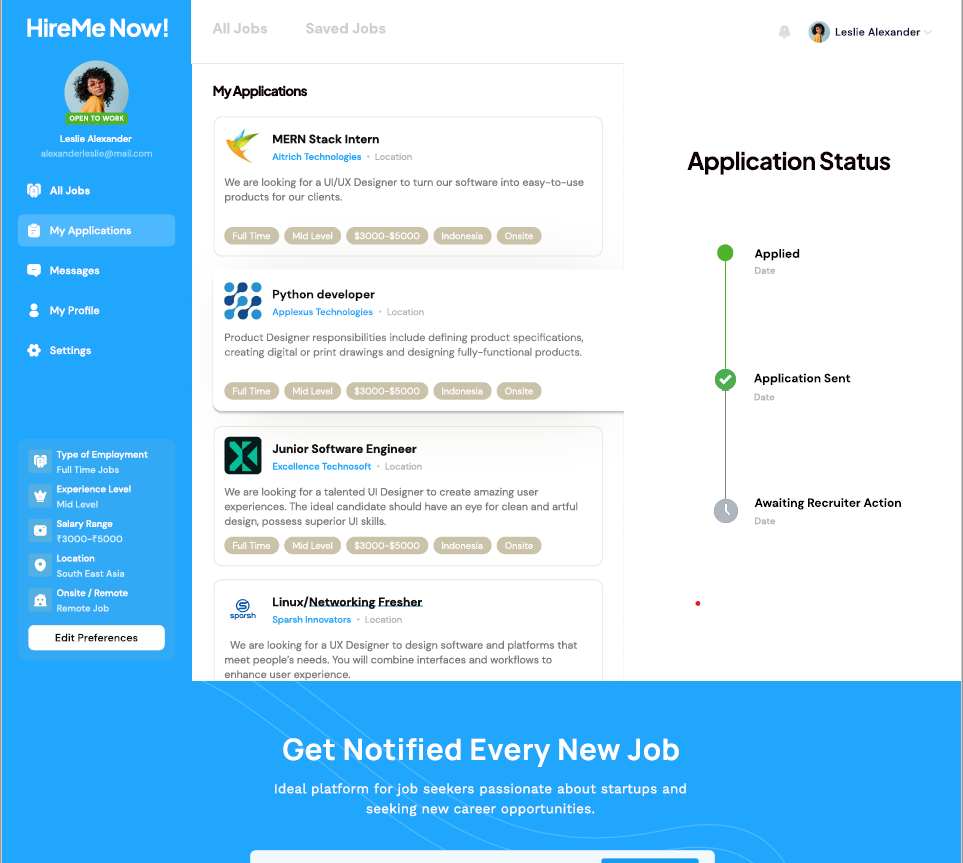 HireMe Now!
OPEN TO WORK
Leslie Alexander
alexanderleslie@mail.com
All Jobs
My Applications
Messages
My Profile
Settings
Type of Employment
Full Time Jobs
Experience Level
Mid Level
Salary Range
₹3000-₹5000
Location
South East Asia
Onsite / Remote
Remote Job
Edit Preferences
All Jobs Saved Jobs
Leslie Alexander
My Applications
MERN Stack Intern
Aitrich Technologies • Location
We are looking for a UI/UX Designer to turn our software into easy-to-use
products for our clients.
Full Time Mid Level $3000-$5000 Indonesia Onsite
Python developer
Applexus Technologies • Location
Product Designer responsibilities include defining product specifications,
creating digital or print drawings and designing fully-functional products.
Full Time Mid Level $3000-$5000 Indonesia Onsite
Junior Software Engineer
Excellence Technosoft • Location
We are looking for a talented UI Designer to create amazing user
experiences. The ideal candidate should have an eye for clean and artful
design, possess superior UI skills.
Full Time Mid Level $3000-$5000 Indonesia Onsite
sparsh
Linux/Networking Fresher
Sparsh Innovators • Location
We are looking for a UX Designer to design software and platforms that
meet people's needs. You will combine interfaces and workflows to
enhance user experience.
Application Status
Applied
Date
Application Sent
Date
Awaiting Recruiter Action
Date
Get Notified Every New Job
Ideal platform for job seekers passionate about startups and
seeking new career opportunities.